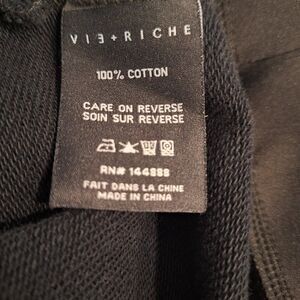 VIE+RICHE
100% COTTON
CARE ON REVERSE
SOIN SUR REVERSE
RN# 144888
FAIT DANS LA CHINE
MADE IN CHINA